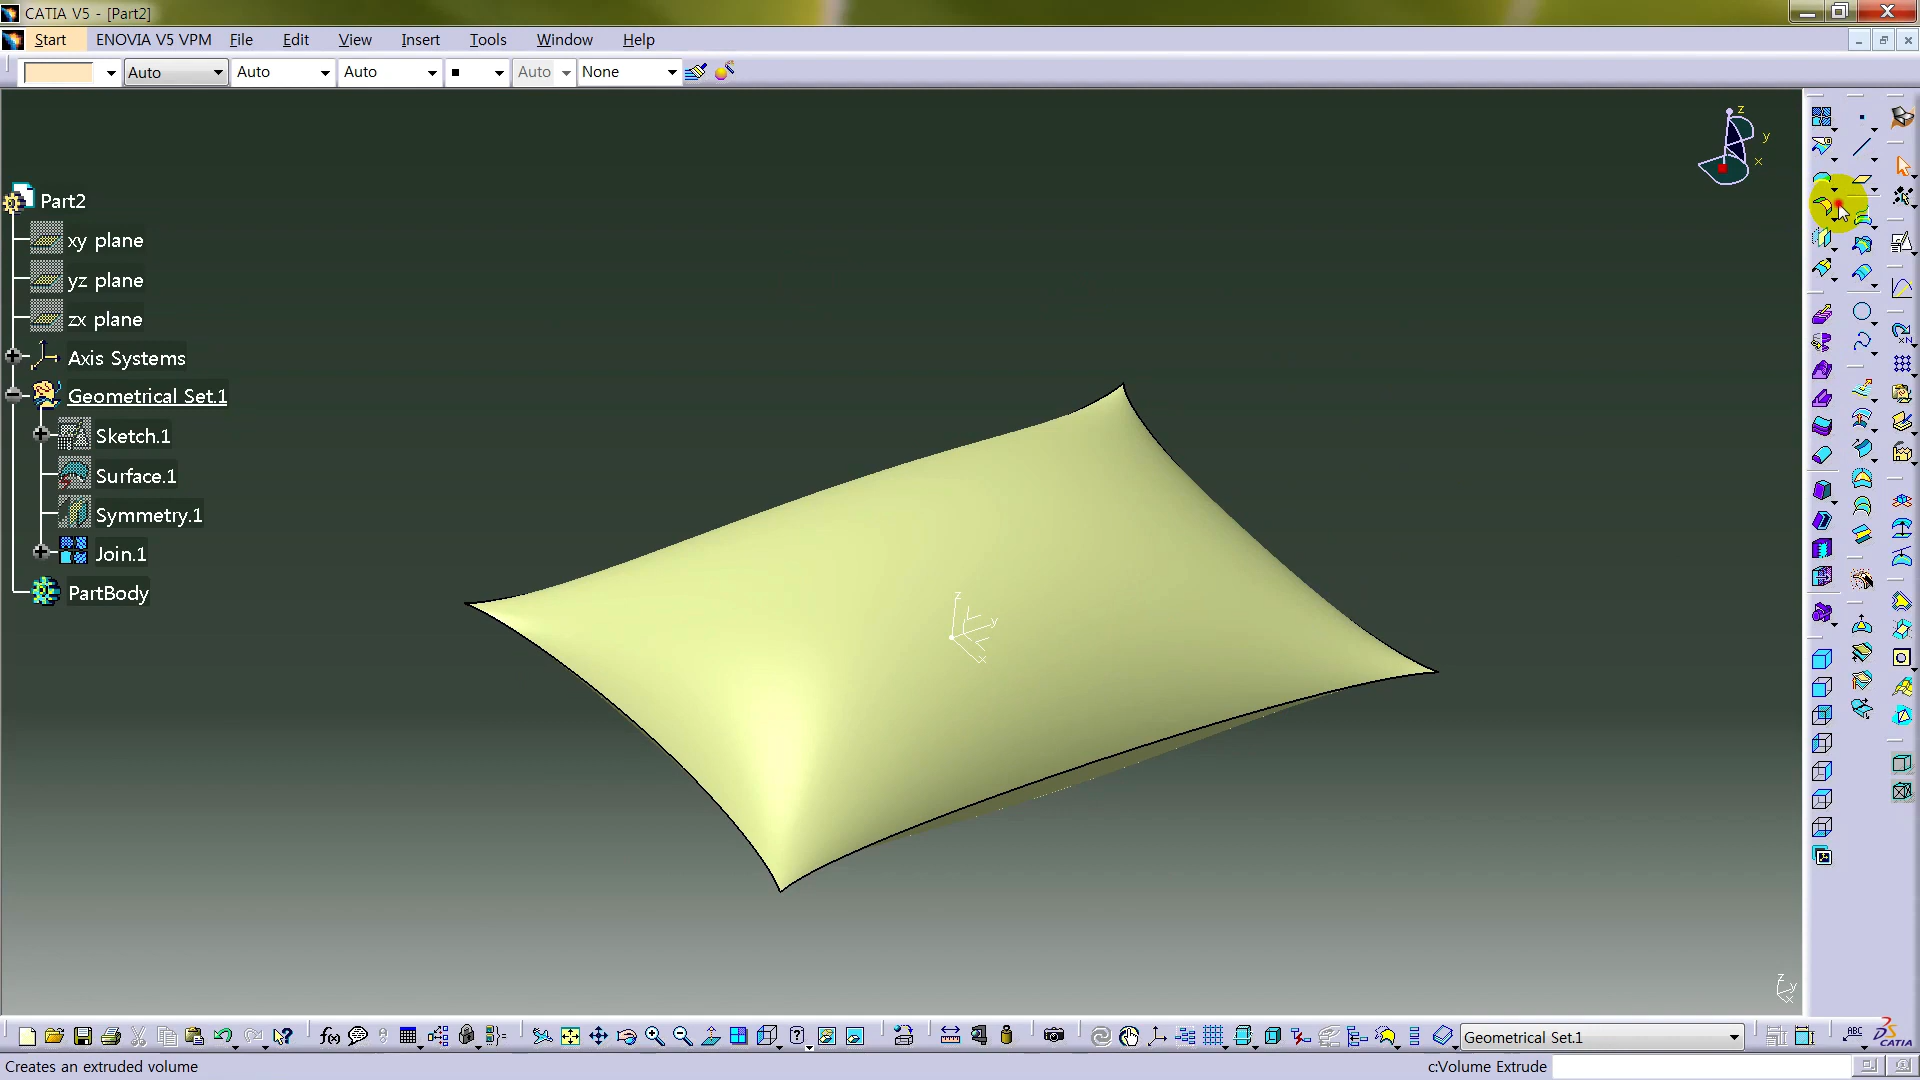 CATIA V5 - [Part2]
Start ENOVIA V5 VPM File Edit View Insert Tools Window Help
Auto Auto Auto Auto None
z
y
x
Part2
xy plane
yz plane
zx plane
Axis Systems
Geometrical Set.1
Sketch.1
Surface.1
Symmetry.1
Join.1
PartBody
z
y
x
z
y
x
f(x)
Geometrical Set.1
ABC
CATIA
Creates an extruded volume
c:Volume Extrude